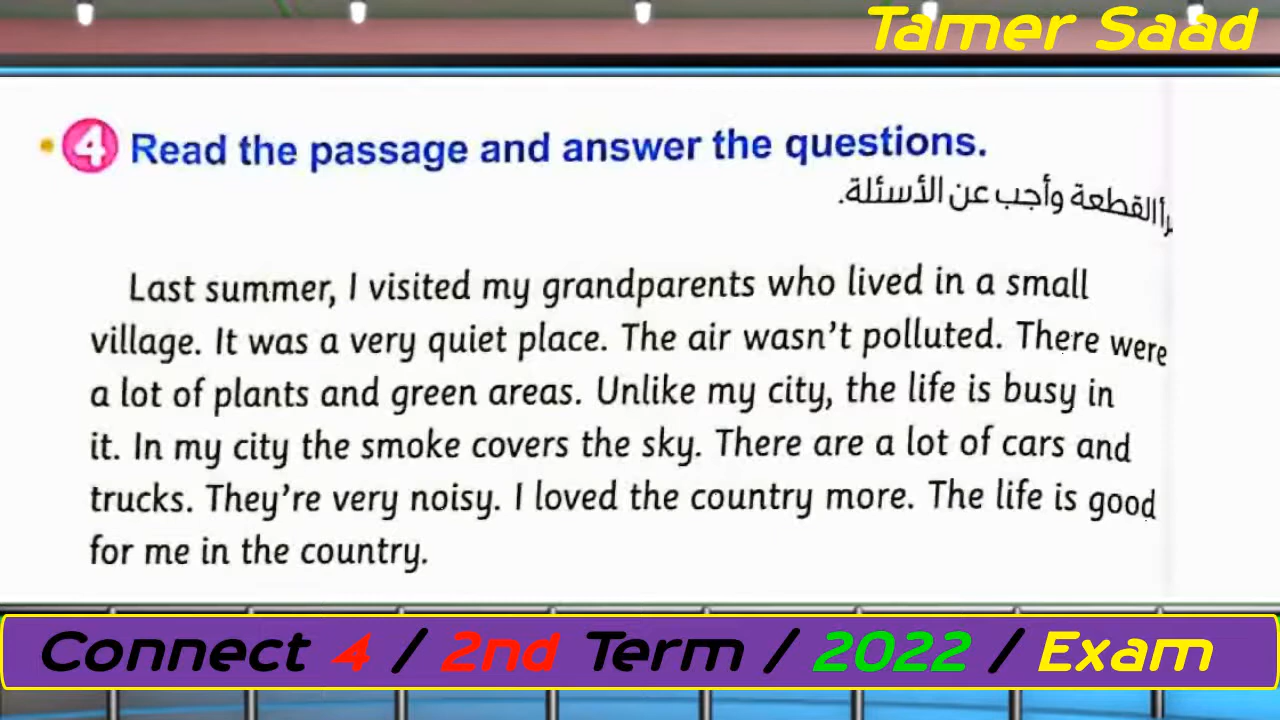 Tamer Saad
4 Read the passage and answer the questions.
القطعة وأجب عن الأسئلة.
Last summer, I visited my grandparents who lived in a small
village. It was a very quiet place. The air wasn't polluted. There were
a lot of plants and green areas. Unlike my city, the life is busy in
it. In my city the smoke covers the sky. There are a lot of cars and
trucks. They're very noisy. I loved the country more. The life is good
for me in the country.
Connect 4 / 2nd Term / 2022 / Exam